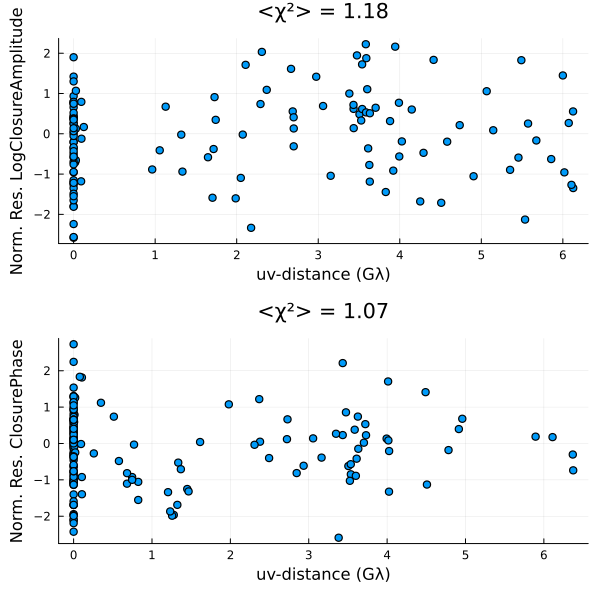 <χ²> = 1.18
Norm. Res. LogClosureAmplitude
2
1
0
−1
−2
0 1 2 3 4 5 6
uv-distance (Gλ)
<χ²> = 1.07
Norm. Res. ClosurePhase
2
1
0
−1
−2
0 1 2 3 4 5 6
uv-distance (Gλ)